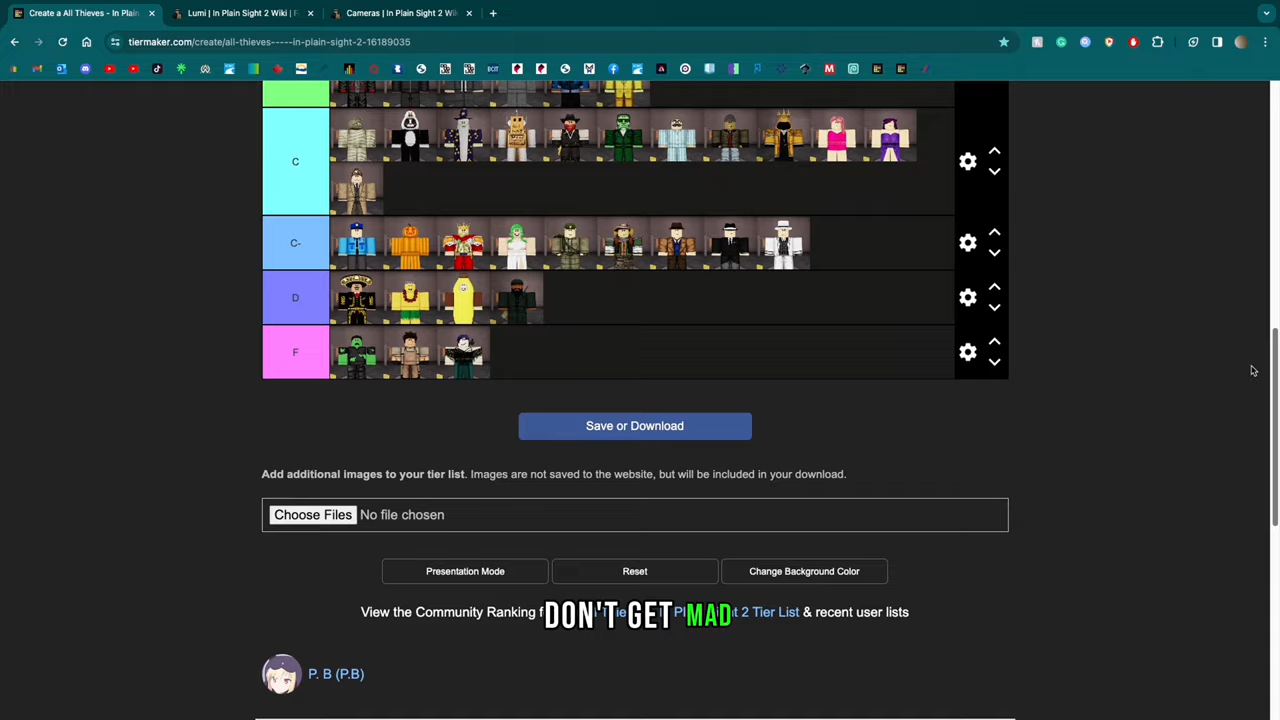 Create a All Thieves - In Plain
Lumi | In Plain Sight 2 Wiki | F
Cameras | In Plain Sight 2 Wiki
tiermaker.com/create/all-thieves-----in-plain-sight-2-16189035
C
C-
D
F
Save or Download
Add additional images to your tier list. Images are not saved to the website, but will be included in your download.
Choose Files No file chosen
Presentation Mode
Reset
Change Background Color
View the Community Ranking f Sight 2 Tier List & recent user lists
DON'T GET MAD
P. B (P.B)